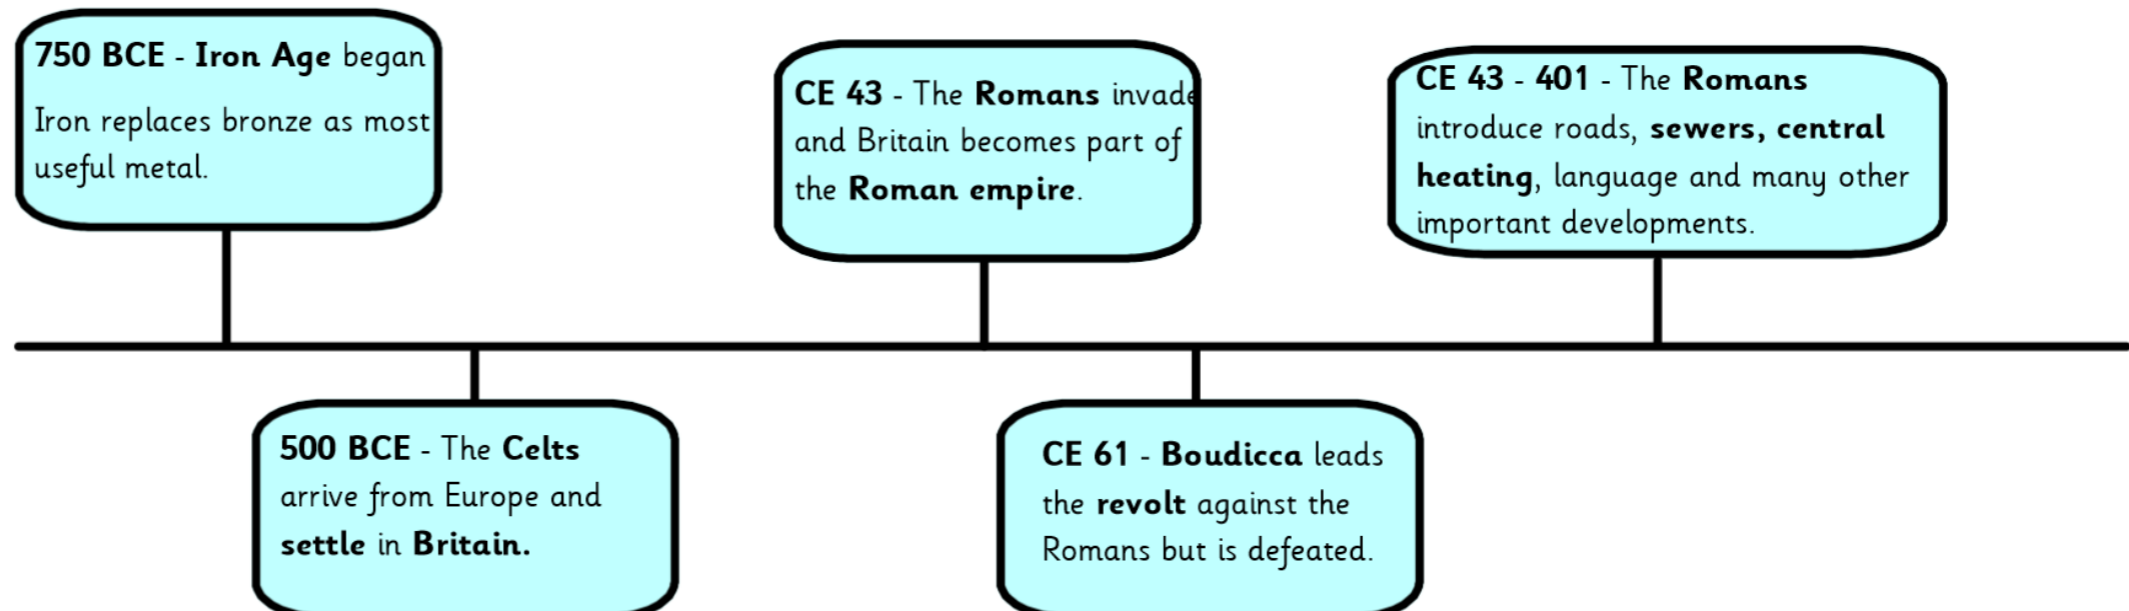 750 BCE - Iron Age began
Iron replaces bronze as most
useful metal.
500 BCE - The Celts
arrive from Europe and
settle in Britain.
CE 43 - The Romans invade
and Britain becomes part of
the Roman empire.
CE 61 - Boudicca leads
the revolt against the
Romans but is defeated.
CE 43 - 401 - The Romans
introduce roads, sewers, central
heating, language and many other
important developments.